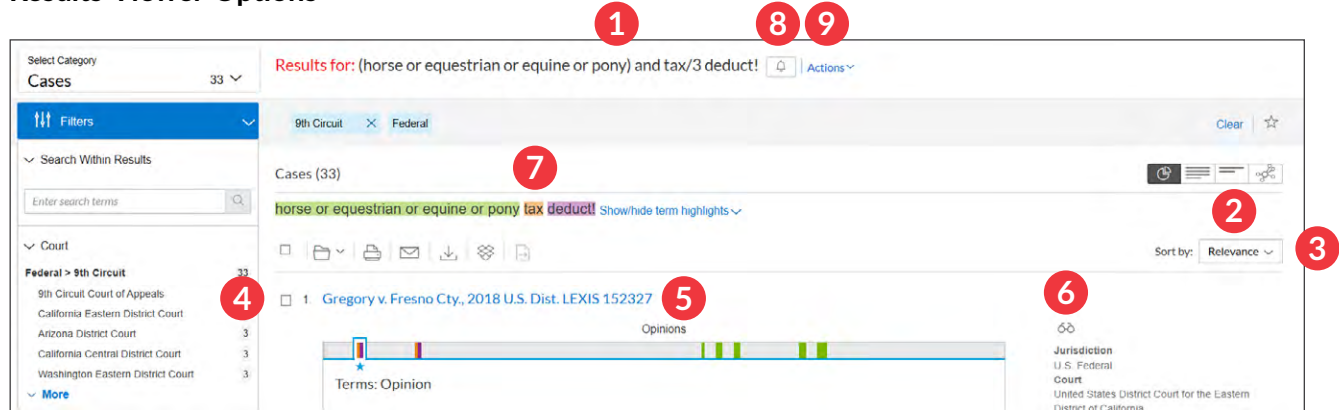 Results Viewer Options
1 8 9
Select Category
Cases 33
Results for: (horse or equestrian or equine or pony) and tax/3 deduct! Actions
Filters
9th Circuit Federal Clear
Search Within Results
Cases (33) 7
Enter search terms
horse or equestrian or equine or pony tax deduct! Show/hide term highlights
2
Court
Sort by: Relevance 3
Federal > 9th Circuit 33
9th Circuit Court of Appeals
California Eastern District Court
Arizona District Court 3
California Central District Court 3
Washington Eastern District Court 3
More
4
1. Gregory v. Fresno Cty., 2018 U.S. Dist. LEXIS 152327 5
6
Opinions
Terms: Opinion
Jurisdiction
U.S. Federal
Court
United States District Court for the Eastern
District of California